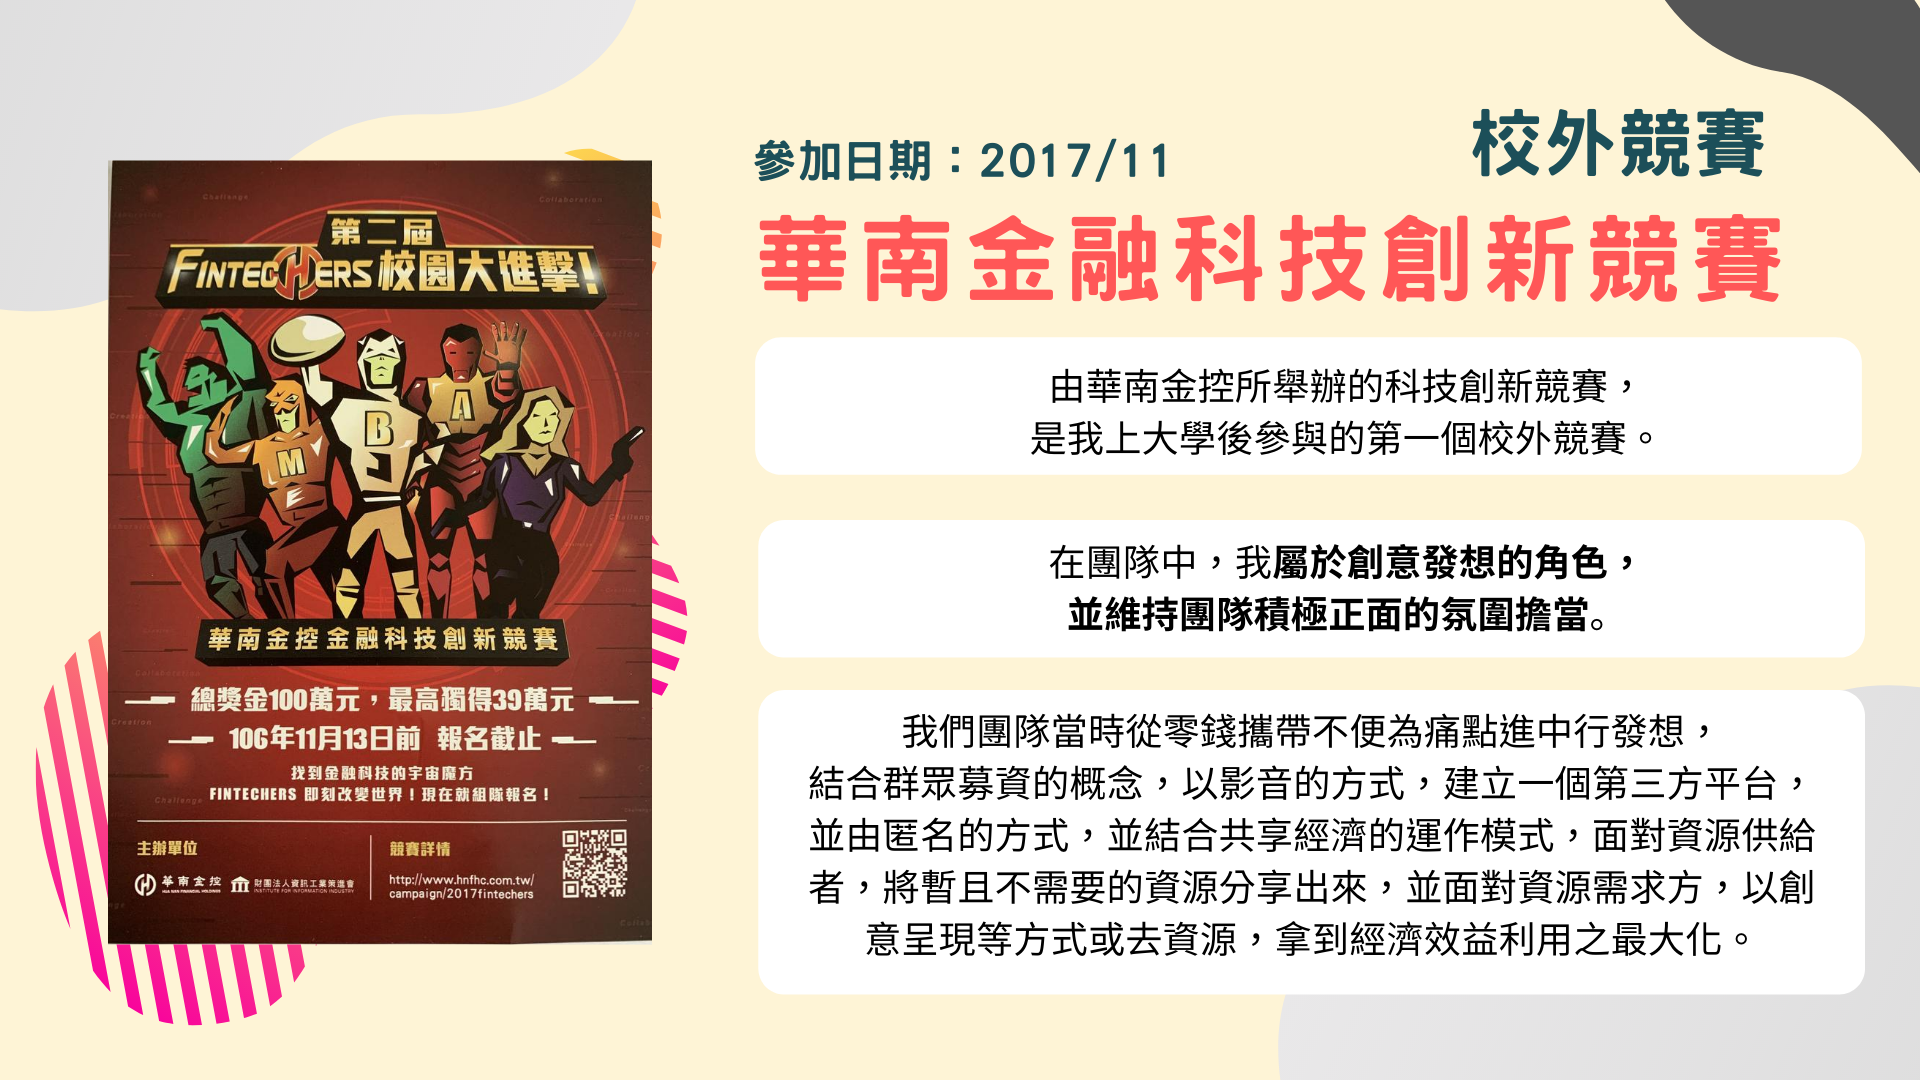 參加日期：2017/11
校外競賽
華南金融科技創新競賽
由華南金控所舉辦的科技創新競賽，
是我上大學後參與的第一個校外競賽。
在團隊中，我屬於創意發想的角色，
並維持團隊積極正面的氛圍擔當。
我們團隊當時從零錢攜帶不便為痛點進中行發想，
結合群眾募資的概念，以影音的方式，建立一個第三方平台，
並由匿名的方式，並結合共享經濟的運作模式，面對資源供給
者，將暫且不需要的資源分享出來，並面對資源需求方，以創
意呈現等方式或去資源，拿到經濟效益利用之最大化。
第二屆
FINTECHERS 校園大進擊！
B
A
M
E
華南金控金融科技創新競賽
總獎金100萬元，最高獨得39萬元
106年11月13日前 報名截止
找到金融科技的宇宙魔方
FINTECHERS 即刻改變世界！現在就組隊報名！
主辦單位
競賽詳情
華南金控
HUA NAN FINANCIAL HOLDINGS
財團法人資訊工業策進會
INSTITUTE FOR INFORMATION INDUSTRY
http://www.hnfhc.com.tw/
campaign/2017fintechers